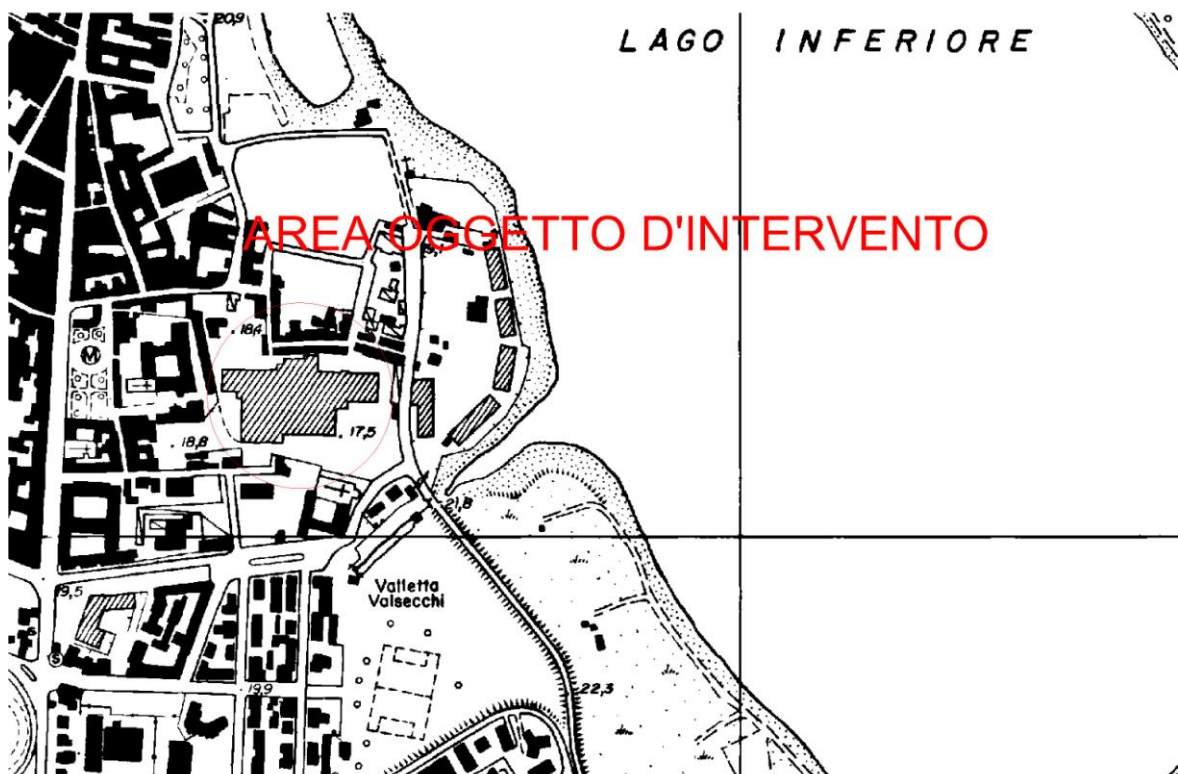 20,9
LAGO INFERIORE
AREA OGGETTO D'INTERVENTO
18,4
M
17,5
18,8
21,8
Valletta
Valsecchi
19,5
S
19,9
22,3